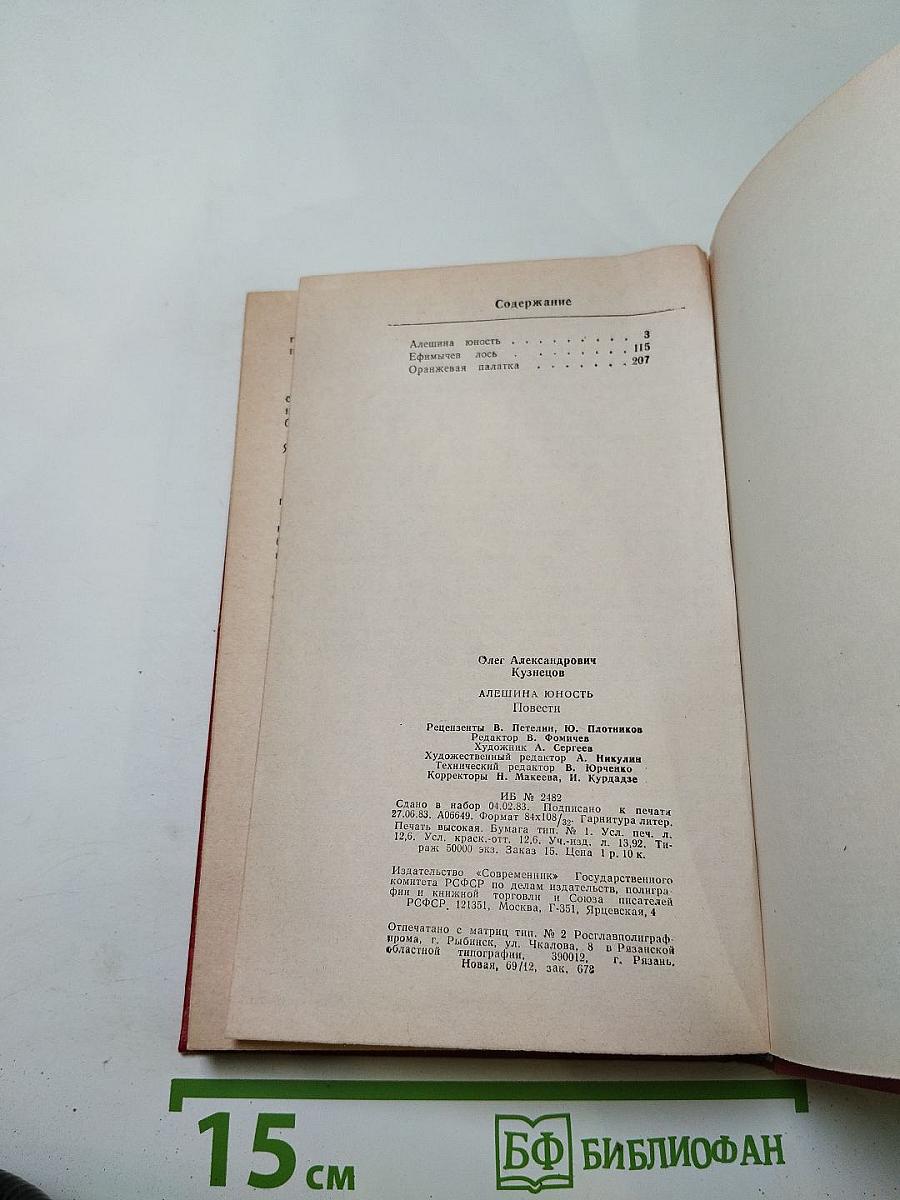 Содержание
Алешина юность . . . . . . . . . 3
Ефимычев лось . . . . . . . . 115
Оранжевая палатка . . . . . . . 207
Олег Александрович
Кузнецов
АЛЕШИНА ЮНОСТЬ
Повести
Рецензенты В. Петелин, Ю. Плотников
Редактор В. Фомичев
Художник А. Сергеев
Художественный редактор А. Никулин
Технический редактор В. Юрченко
Корректоры Н. Макеева, И. Курдадзе
ИБ № 2482
Сдано в набор 04.02.83. Подписано к печати
27.06.83. А06649. Формат 84х108/32. Гарнитура литер.
Печать высокая. Бумага тип. № 1. Усл. печ. л.
12,6. Усл. краск.-отт. 12,6. Уч.-изд. л. 13,92. Ти-
раж 50000 экз. Заказ 15. Цена 1 р. 10 к.
Издательство «Современник» Государственного
комитета РСФСР по делам издательств, полигра-
фии и книжной торговли и Союза писателей
РСФСР. 121351, Москва, Г-351, Ярцевская, 4
Отпечатано с матриц тип. № 2 Росглавполиграф-
прома, г. Рыбинск, ул. Чкалова, 8 в Рязанской
областной типографии, 390012, г. Рязань,
Новая, 69/12, зак. 678
15 см
БФ БИБЛИОФАН